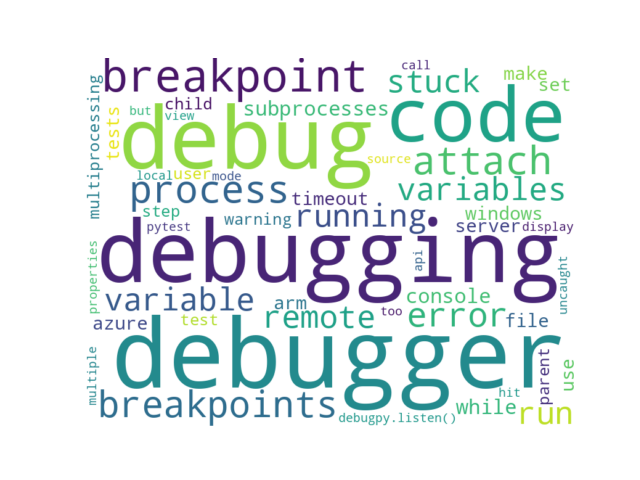 call
breakpoint
stuck
make
set
multiprocessing
tests
but
child
view
subprocesses
debug
code
source
attach
local
user
mode
process
timeout
variables
step
pytest
warning
running
windows
server
display
debugging
api
uncaught
properties
variable
arm
console
azure
test
remote
too
error
file
debugger
multiple
parent
use
hit
breakpoints
debugpy.listen()
while
run